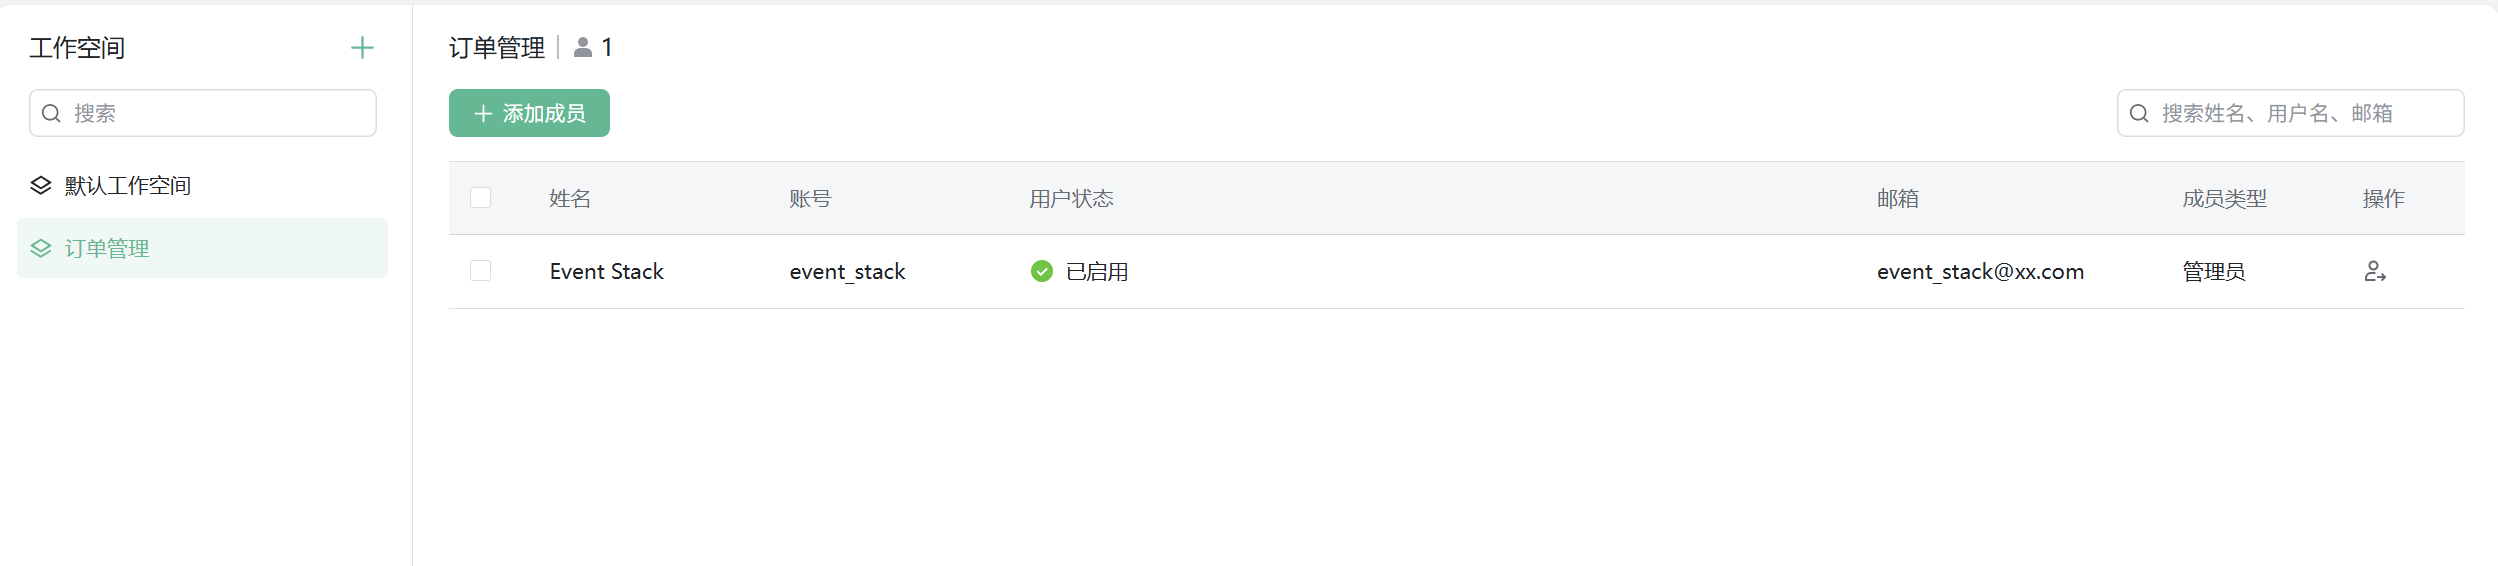 工作空间
搜索
默认工作空间
订单管理
订单管理 1
添加成员
搜索姓名、用户名、邮箱
姓名 账号 用户状态 邮箱 成员类型 操作
Event Stack event_stack 已启用 event_stack@xx.com 管理员